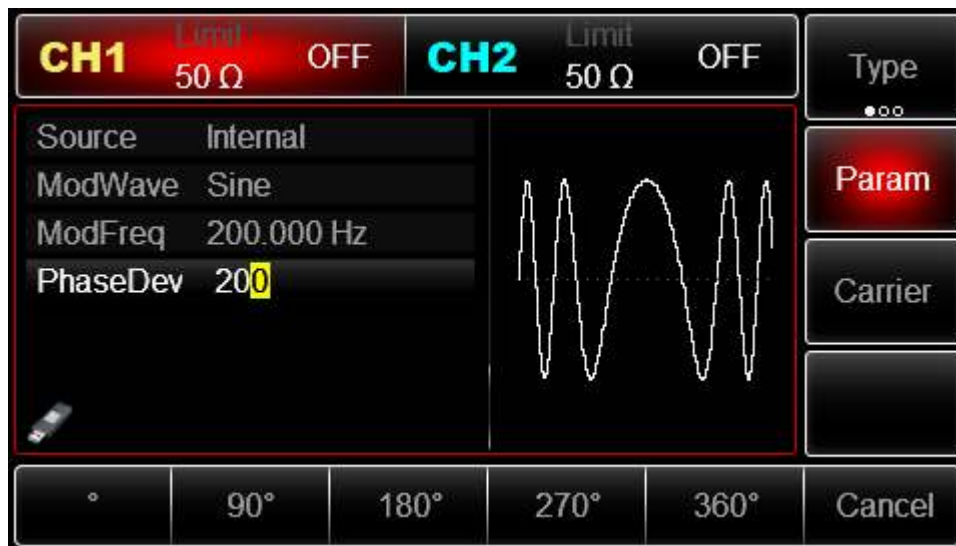 CH1 Limit 50 Ω OFF
CH2 Limit 50 Ω OFF
Type
Source Internal
ModWave Sine
ModFreq 200.000 Hz
PhaseDev 200
Param
Carrier
° 90° 180° 270° 360° Cancel